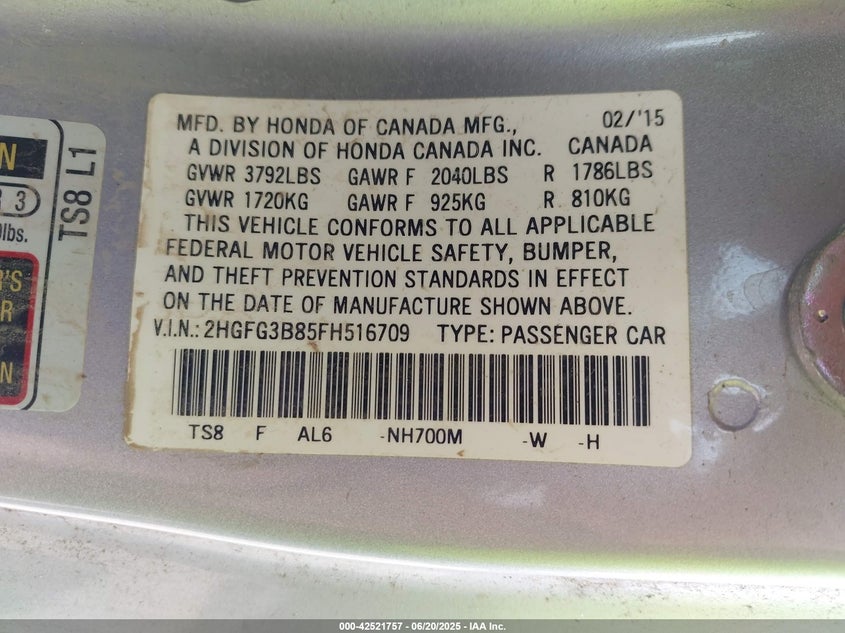 MFD. BY HONDA OF CANADA MFG., 02/'15
A DIVISION OF HONDA CANADA INC. CANADA
GVWR 3792LBS GAWR F 2040LBS R 1786LBS
GVWR 1720KG GAWR F 925KG R 810KG
THIS VEHICLE CONFORMS TO ALL APPLICABLE
FEDERAL MOTOR VEHICLE SAFETY, BUMPER,
AND THEFT PREVENTION STANDARDS IN EFFECT
ON THE DATE OF MANUFACTURE SHOWN ABOVE.
V.I.N.: 2HGFG3B85FH516709 TYPE: PASSENGER CAR
TS8 F AL6 -NH700M -W -H
TS8 L1
N
3
lbs.
'S
R
N
000-42521757 - 06/20/2025 - IAA Inc.